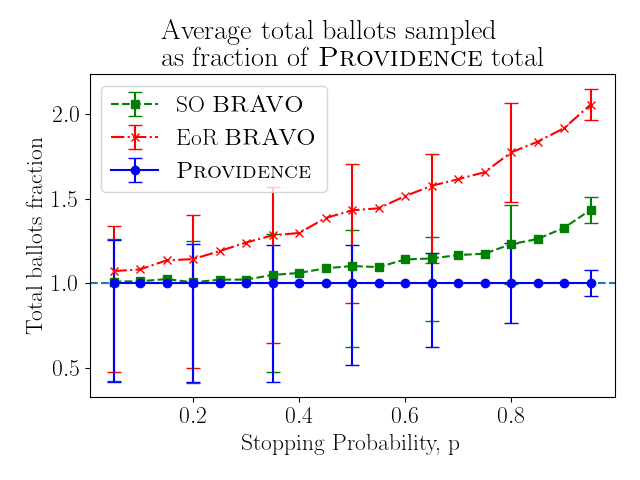 Average total ballots sampled
as fraction of PROVIDENCE total
SO BRAVO
EoR BRAVO
PROVIDENCE
Total ballots fraction
2.0
1.5
1.0
0.5
0.2 0.4 0.6 0.8
Stopping Probability, p